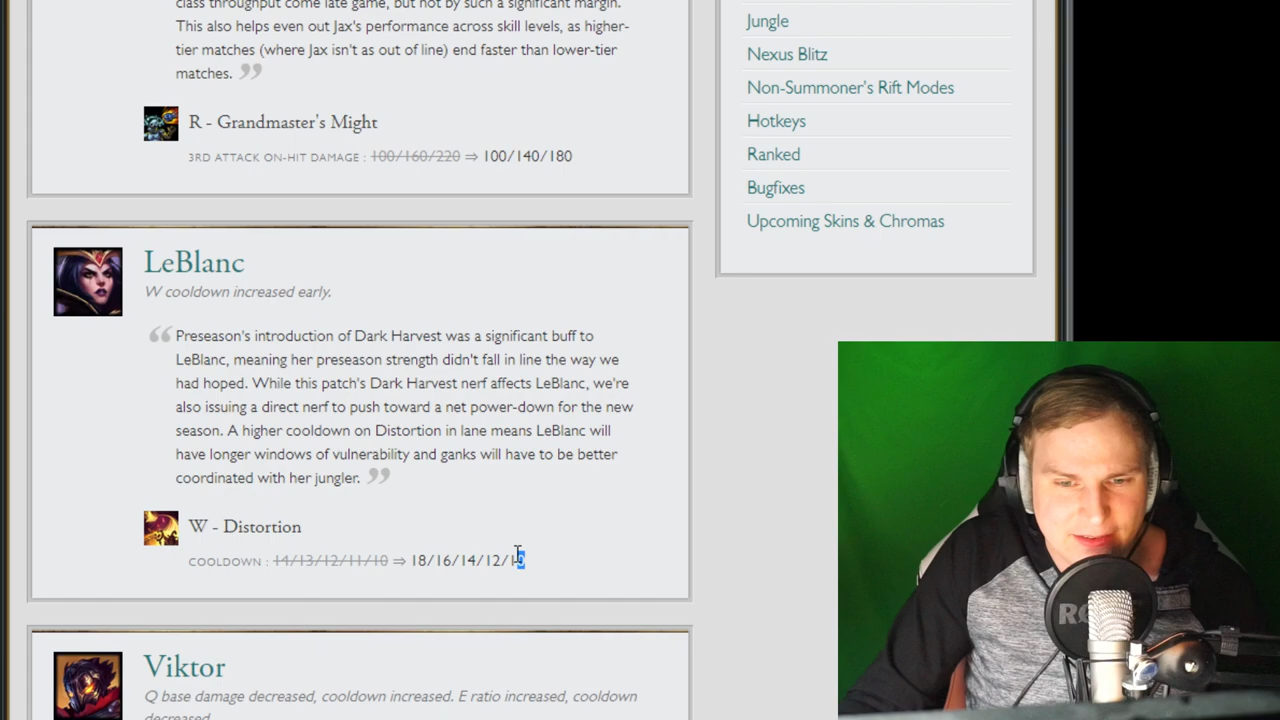 class throughput come late game, but not by such a significant margin.
This also helps even out Jax's performance across skill levels, as higher-
tier matches (where Jax isn't as out of line) end faster than lower-tier
matches. ”
R - Grandmaster's Might
3RD ATTACK ON-HIT DAMAGE : 100/160/220 ⇒ 100/140/180
LeBlanc
W cooldown increased early.
“ Preseason's introduction of Dark Harvest was a significant buff to
LeBlanc, meaning her preseason strength didn't fall in line the way we
had hoped. While this patch's Dark Harvest nerf affects LeBlanc, we're
also issuing a direct nerf to push toward a net power-down for the new
season. A higher cooldown on Distortion in lane means LeBlanc will
have longer windows of vulnerability and ganks will have to be better
coordinated with her jungler. ”
W - Distortion
COOLDOWN : 14/13/12/11/10 ⇒ 18/16/14/12/10
Viktor
Q base damage decreased, cooldown increased. E ratio increased, cooldown
decreased.
Jungle
Nexus Blitz
Non-Summoner's Rift Modes
Hotkeys
Ranked
Bugfixes
Upcoming Skins & Chromas